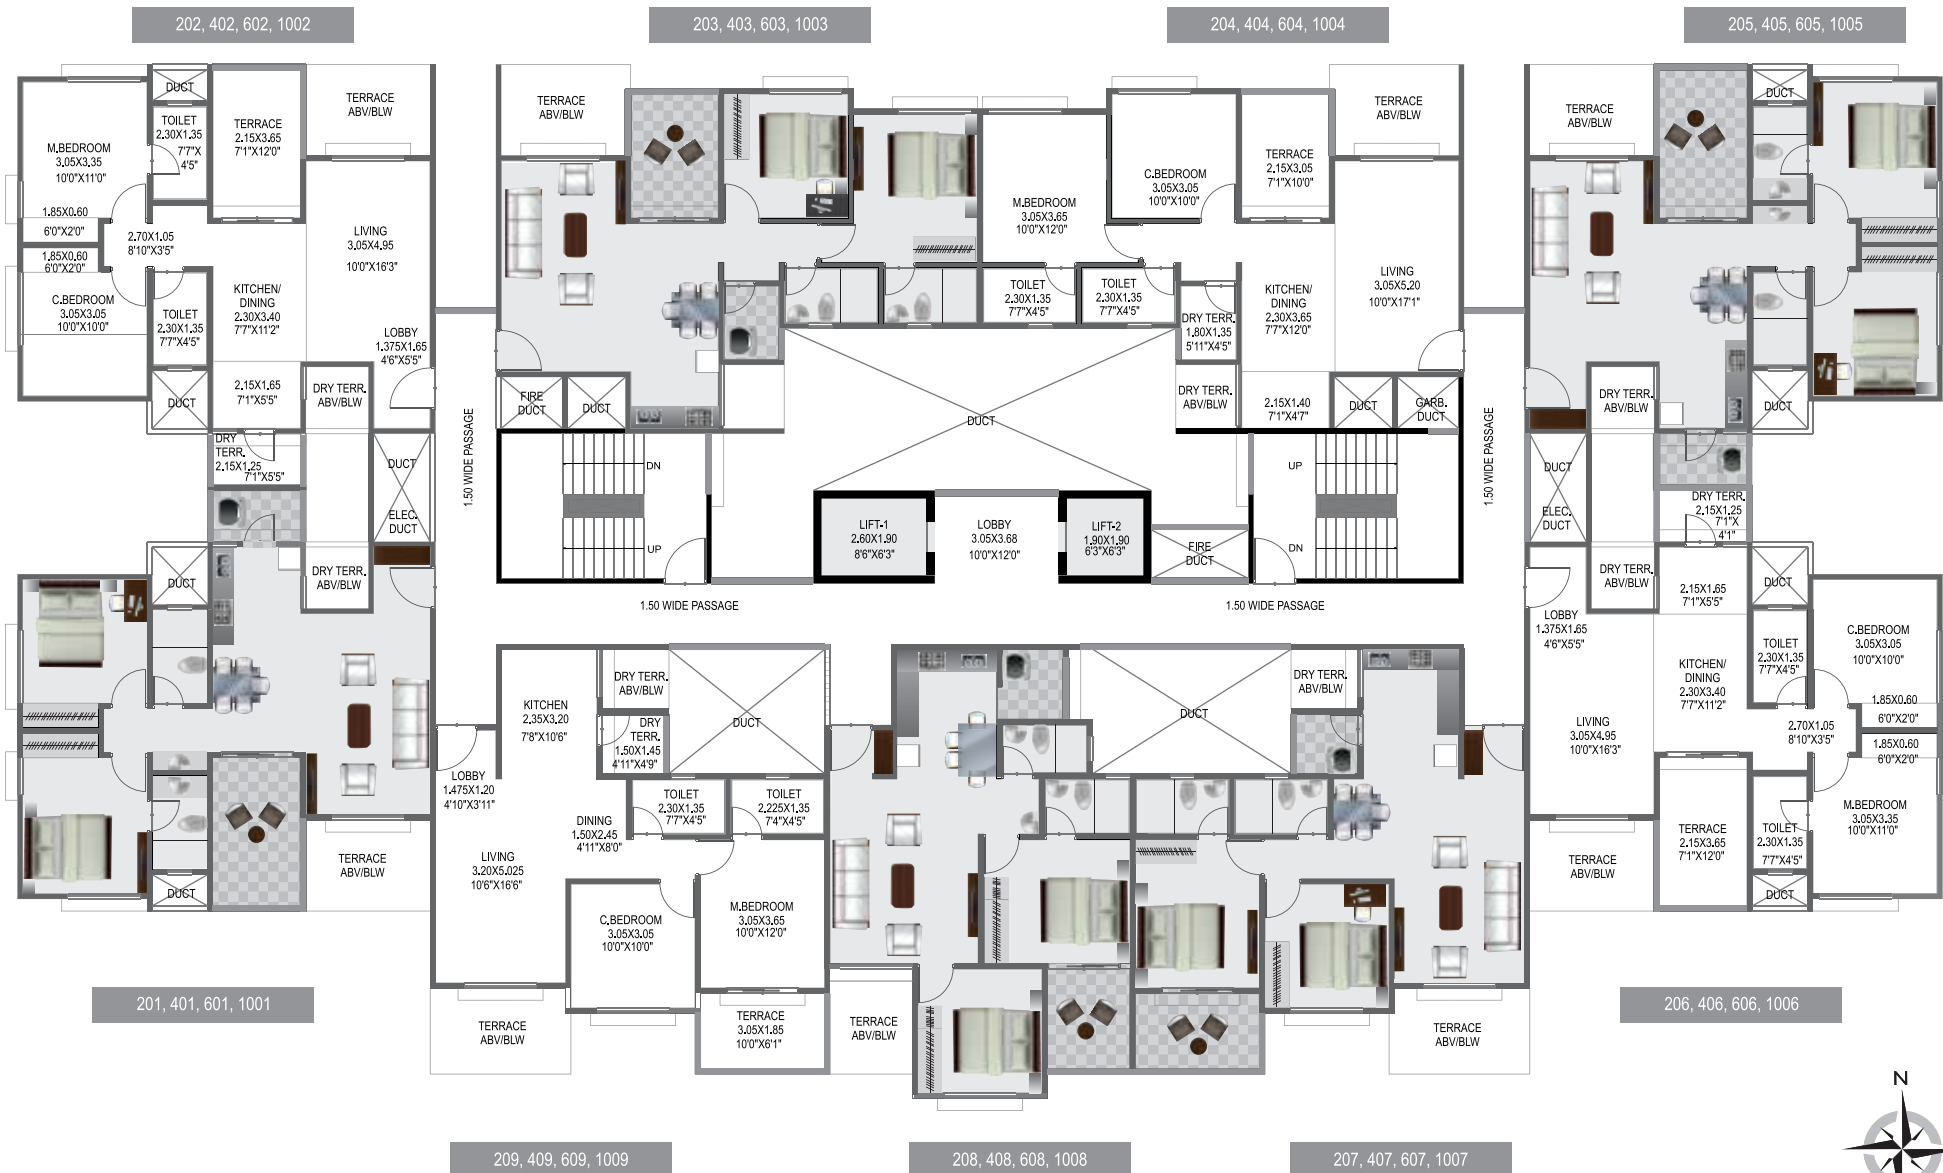 202, 402, 602, 1002
203, 403, 603, 1003
204, 404, 604, 1004
205, 405, 605, 1005
DUCT
TOILET
2.30X1.35
7'7"X
4'5"
TERRACE
2.15X3.65
7'1"X12'0"
TERRACE
ABV/BLW
M.BEDROOM
3.05X3.35
10'0"X11'0"
1.85X0.60
6'0"X2'0"
2.70X1.05
8'10"X3'5"
1.85X0.60
6'0"X2'0"
C.BEDROOM
3.05X3.05
10'0"X10'0"
TOILET
2.30X1.35
7'7"X4'5"
DUCT
KITCHEN/
DINING
2.30X3.40
7'7"X11'2"
LIVING
3.05X4.95
10'0"X16'3"
LOBBY
1.375X1.65
4'6"X5'5"
2.15X1.65
7'1"X5'5"
DRY TERR.
ABV/BLW
DRY
TERR.
2.15X1.25
7'1"X5'5"
DUCT
ELEC.
DUCT
1.50 WIDE PASSAGE
TERRACE
ABV/BLW
FIRE
DUCT
DUCT
DN
UP
M.BEDROOM
3.05X3.65
10'0"X12'0"
C.BEDROOM
3.05X3.05
10'0"X10'0"
TERRACE
2.15X3.05
7'1"X10'0"
TERRACE
ABV/BLW
TOILET
2.30X1.35
7'7"X4'5"
TOILET
2.30X1.35
7'7"X4'5"
DRY TERR.
1.80X1.35
5'11"X4'5"
KITCHEN/
DINING
2.30X3.65
7'7"X12'0"
LIVING
3.05X5.20
10'0"X17'1"
DRY TERR.
ABV/BLW
2.15X1.40
7'1"X4'7"
DUCT
GARB.
DUCT
DUCT
UP
DN
LIFT-1
2.60X1.90
8'6"X6'3"
LOBBY
3.05X3.68
10'0"X12'0"
LIFT-2
1.90X1.90
6'3"X6'3"
FIRE
DUCT
1.50 WIDE PASSAGE
1.50 WIDE PASSAGE
1.50 WIDE PASSAGE
TERRACE
ABV/BLW
DUCT
DRY TERR.
ABV/BLW
DUCT
DUCT
ELEC.
DUCT
DRY TERR.
2.15X1.25
7'1"X
4'1"
DRY TERR.
ABV/BLW
DUCT
2.15X1.65
7'1"X5'5"
LOBBY
1.375X1.65
4'6"X5'5"
TOILET
2.30X1.35
7'7"X4'5"
C.BEDROOM
3.05X3.05
10'0"X10'0"
KITCHEN/
DINING
2.30X3.40
7'7"X11'2"
1.85X0.60
6'0"X2'0"
LIVING
3.05X4.95
10'0"X16'3"
2.70X1.05
8'10"X3'5"
1.85X0.60
6'0"X2'0"
M.BEDROOM
3.05X3.35
10'0"X11'0"
TERRACE
2.15X3.65
7'1"X12'0"
TOILET
2.30X1.35
7'7"X4'5"
DUCT
TERRACE
ABV/BLW
DUCT
DRY TERR.
ABV/BLW
DUCT
TERRACE
ABV/BLW
KITCHEN
2.35X3.20
7'8"X10'6"
DRY TERR.
ABV/BLW
DRY
TERR.
1.50X1.45
4'11"X4'9"
DUCT
LOBBY
1.475X1.20
4'10"X3'11"
TOILET
2.30X1.35
7'7"X4'5"
TOILET
2.225X1.35
7'4"X4'5"
DINING
1.50X2.45
4'11"X8'0"
LIVING
3.20X5.025
10'6"X16'6"
C.BEDROOM
3.05X3.05
10'0"X10'0"
M.BEDROOM
3.05X3.65
10'0"X12'0"
TERRACE
ABV/BLW
TERRACE
3.05X1.85
10'0"X6'1"
TERRACE
ABV/BLW
DUCT
DRY TERR.
ABV/BLW
TERRACE
ABV/BLW
201, 401, 601, 1001
206, 406, 606, 1006
N
209, 409, 609, 1009
208, 408, 608, 1008
207, 407, 607, 1007